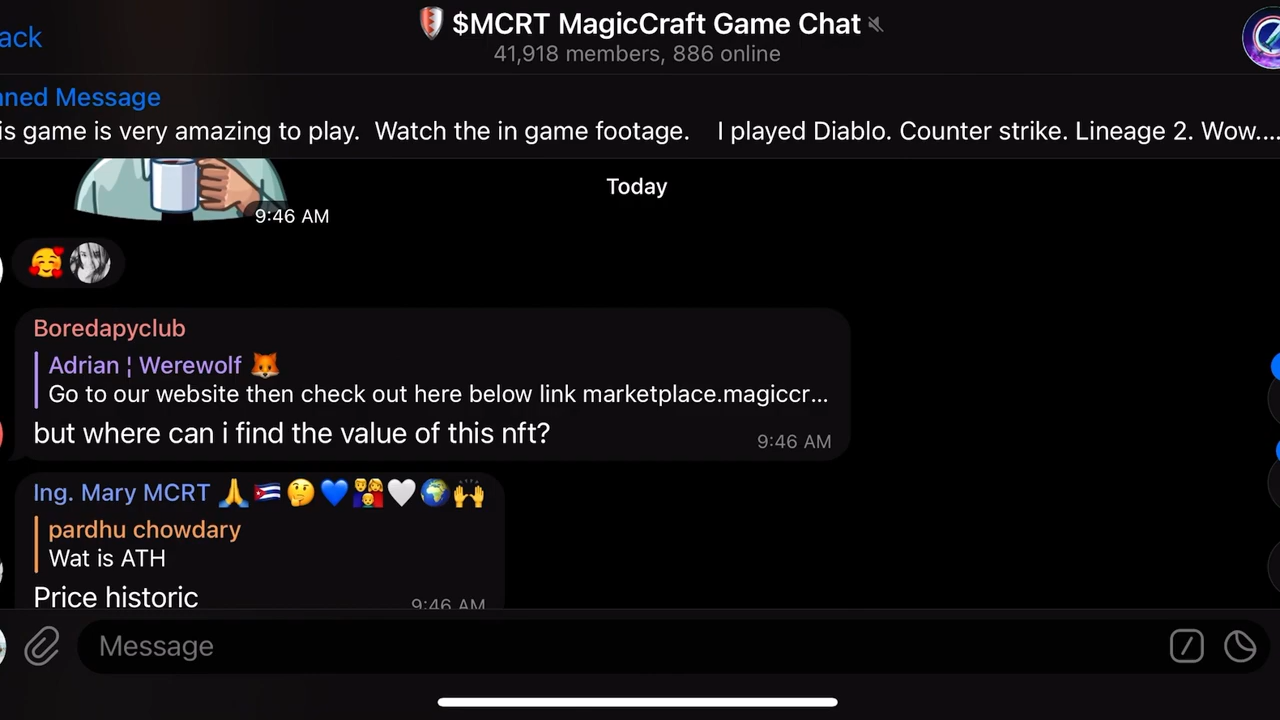 ack
$MCRT MagicCraft Game Chat
41,918 members, 886 online
nned Message
is game is very amazing to play. Watch the in game footage. I played Diablo. Counter strike. Lineage 2. Wow....
Today
9:46 AM
Boredapyclub
Adrian ¦ Werewolf 🦊
Go to our website then check out here below link marketplace.magiccr...
but where can i find the value of this nft?
9:46 AM
Ing. Mary MCRT 🙏🇨🇺🤔💙👨‍👩‍👦🤍🌍🙌
pardhu chowdary
Wat is ATH
Price historic
9:46 AM
Message